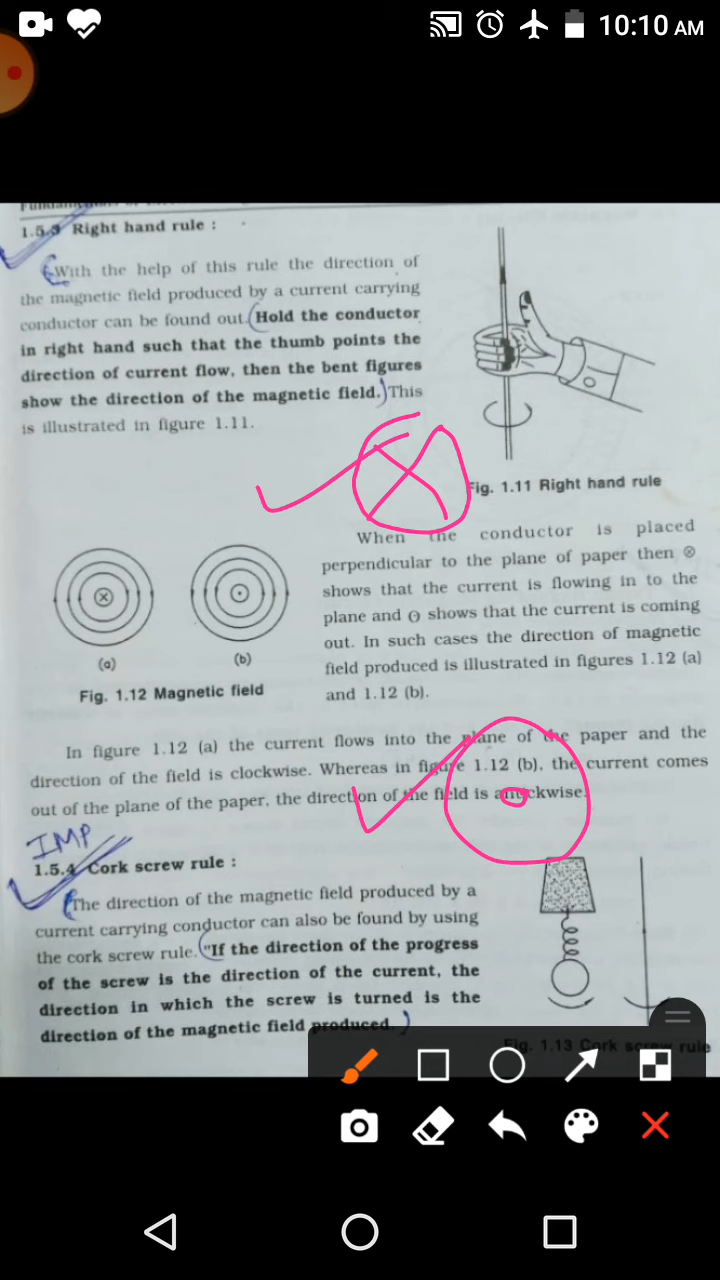 10:10 AM
1.5.3 Right hand rule :
With the help of this rule the direction of
the magnetic field produced by a current carrying
conductor can be found out. (Hold the conductor
in right hand such that the thumb points the
direction of current flow, then the bent figures
show the direction of the magnetic field.) This
is illustrated in figure 1.11.
Fig. 1.11 Right hand rule
When the conductor is placed
perpendicular to the plane of paper then ⊗
shows that the current is flowing in to the
plane and ʘ shows that the current is coming
out. In such cases the direction of magnetic
field produced is illustrated in figures 1.12 (a)
and 1.12 (b).
(a)
(b)
Fig. 1.12 Magnetic field
In figure 1.12 (a) the current flows into the plane of the paper and the
direction of the field is clockwise. Whereas in figure 1.12 (b). the current comes
out of the plane of the paper, the direction of the field is
IMP
1.5.4 Cork screw rule :
(The direction of the magnetic field produced by a
current carrying conductor can also be found by using
the cork screw rule. ("If the direction of the progress
of the screw is the direction of the current, the
direction in which the screw is turned is the
direction of the magnetic field produced. )
Fig. 1.13 Cork screw rule